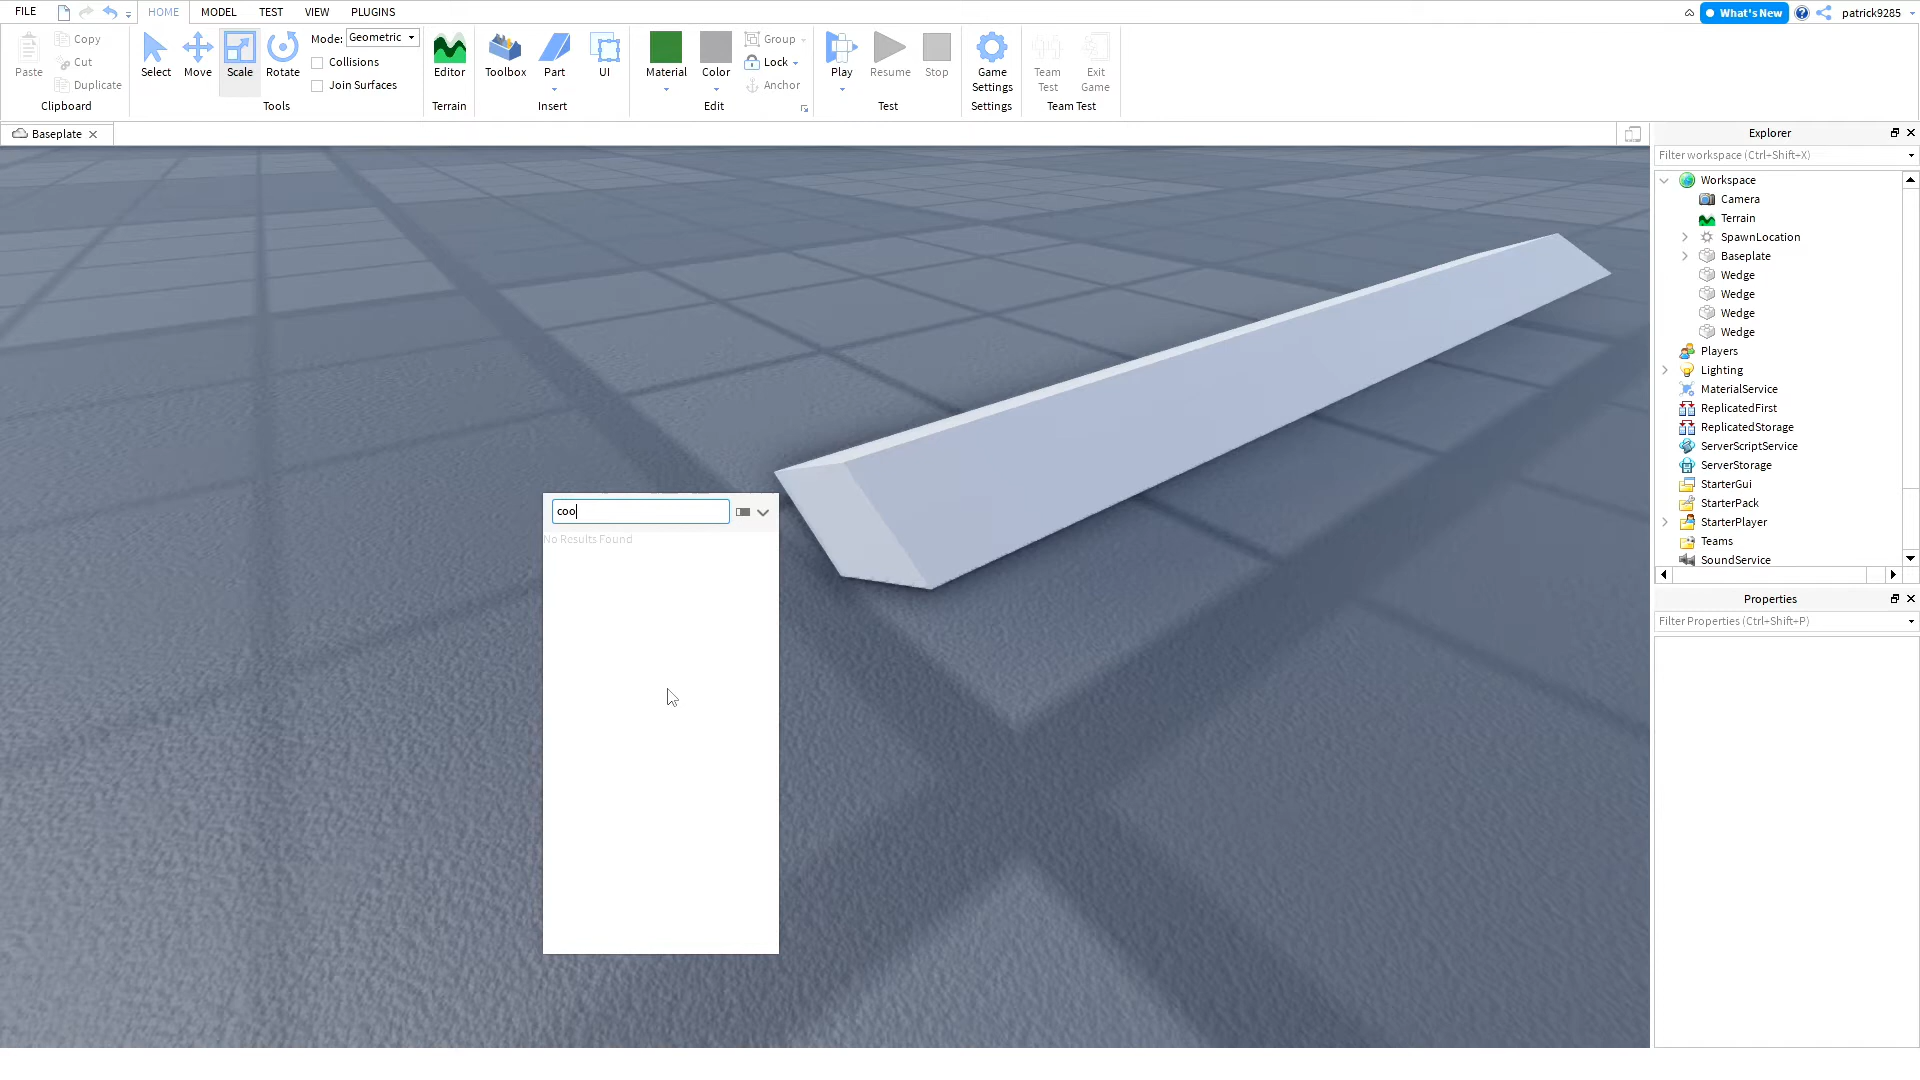 FILE HOME MODEL TEST VIEW PLUGINS What's New patrick9285
Paste Copy Cut Duplicate Clipboard
Select Move Scale Rotate Mode: Geometric Collisions Join Surfaces Tools
Editor Terrain
Toolbox Part UI Insert
Material Color Group Lock Anchor Edit
Play Resume Stop Test
Game Settings Settings
Team Test Exit Game Team Test
Baseplate
coo
No Results Found
Explorer
Filter workspace (Ctrl+Shift+X)
Workspace
Camera
Terrain
SpawnLocation
Baseplate
Wedge
Wedge
Wedge
Wedge
Players
Lighting
MaterialService
ReplicatedFirst
ReplicatedStorage
ServerScriptService
ServerStorage
StarterGui
StarterPack
StarterPlayer
Teams
SoundService
Properties
Filter Properties (Ctrl+Shift+P)